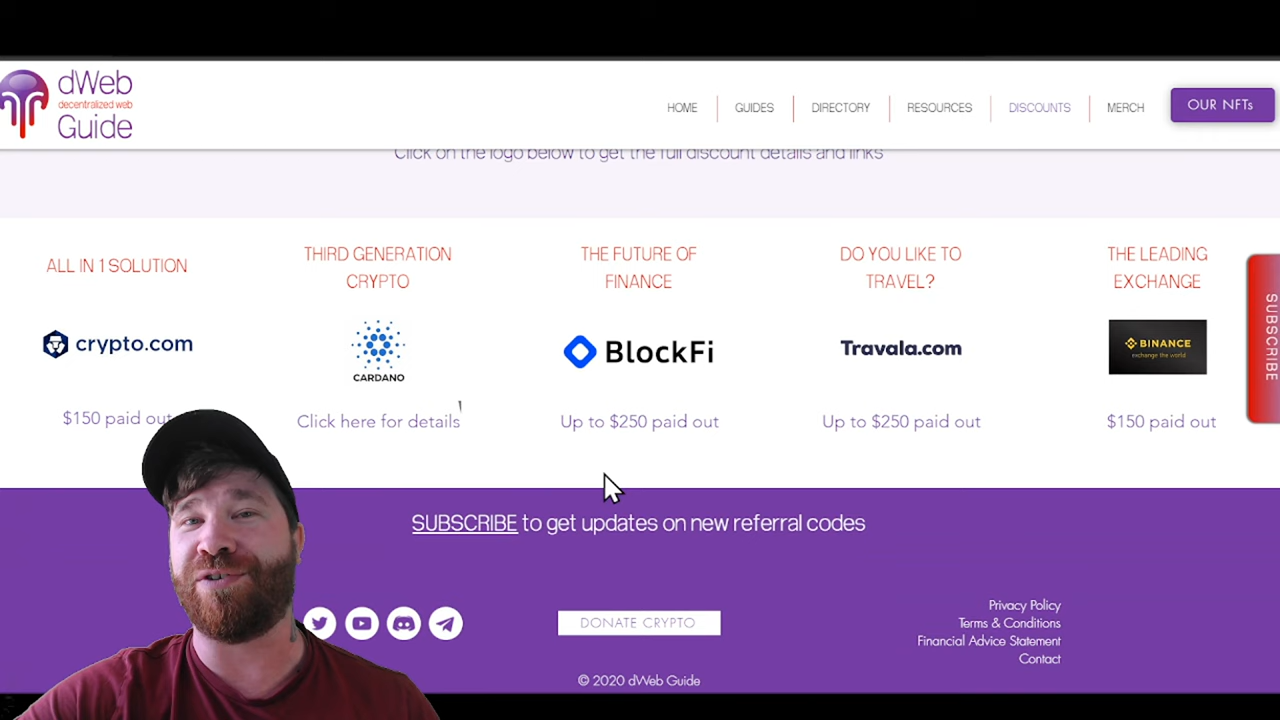 dWeb
decentralized web
Guide
HOME
GUIDES
DIRECTORY
RESOURCES
DISCOUNTS
MERCH
OUR NFTs
Click on the logo below to get the full discount details and links
ALL IN 1 SOLUTION
crypto.com
$150 paid out
THIRD GENERATION
CRYPTO
CARDANO
Click here for details
THE FUTURE OF
FINANCE
BlockFi
Up to $250 paid out
DO YOU LIKE TO
TRAVEL?
Travala.com
Up to $250 paid out
THE LEADING
EXCHANGE
BINANCE
exchange the world
$150 paid out
SUBSCRIBE
SUBSCRIBE to get updates on new referral codes
DONATE CRYPTO
Privacy Policy
Terms & Conditions
Financial Advice Statement
Contact
© 2020 dWeb Guide